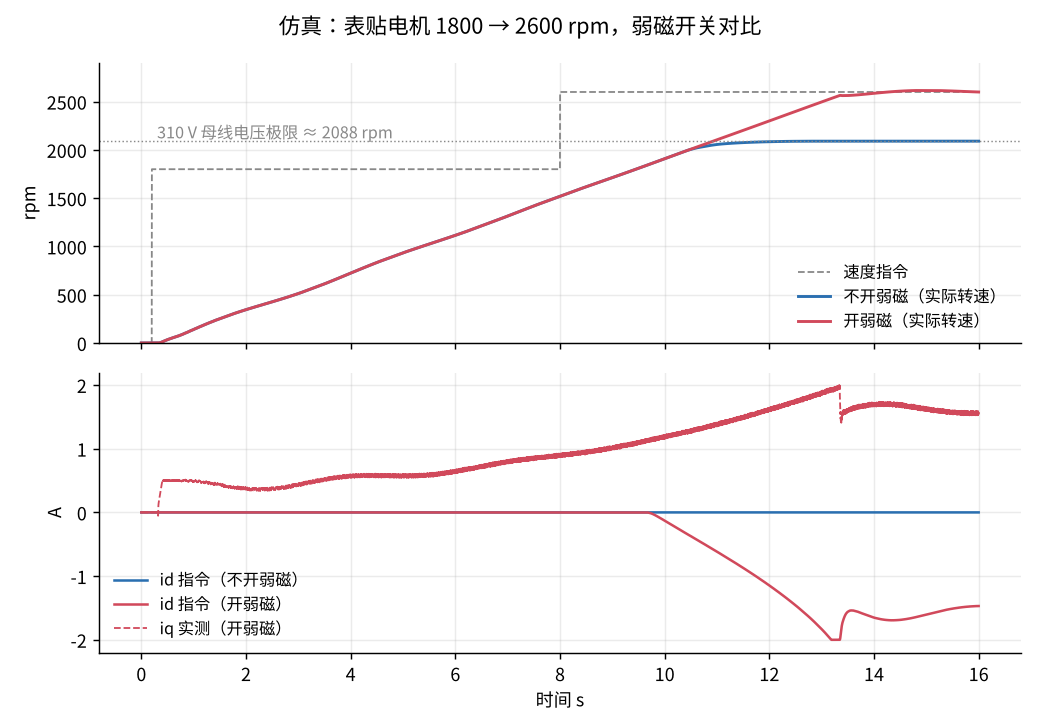 仿真：表贴电机 1800 → 2600 rpm，弱磁开关对比
2500
2000
1500
1000
500
0
rpm
310 V 母线电压极限 ≈ 2088 rpm
速度指令
不开弱磁（实际转速）
开弱磁（实际转速）
2
1
0
-1
-2
A
id 指令（不开弱磁）
id 指令（开弱磁）
iq 实测（开弱磁）
0 2 4 6 8 10 12 14 16
时间 s